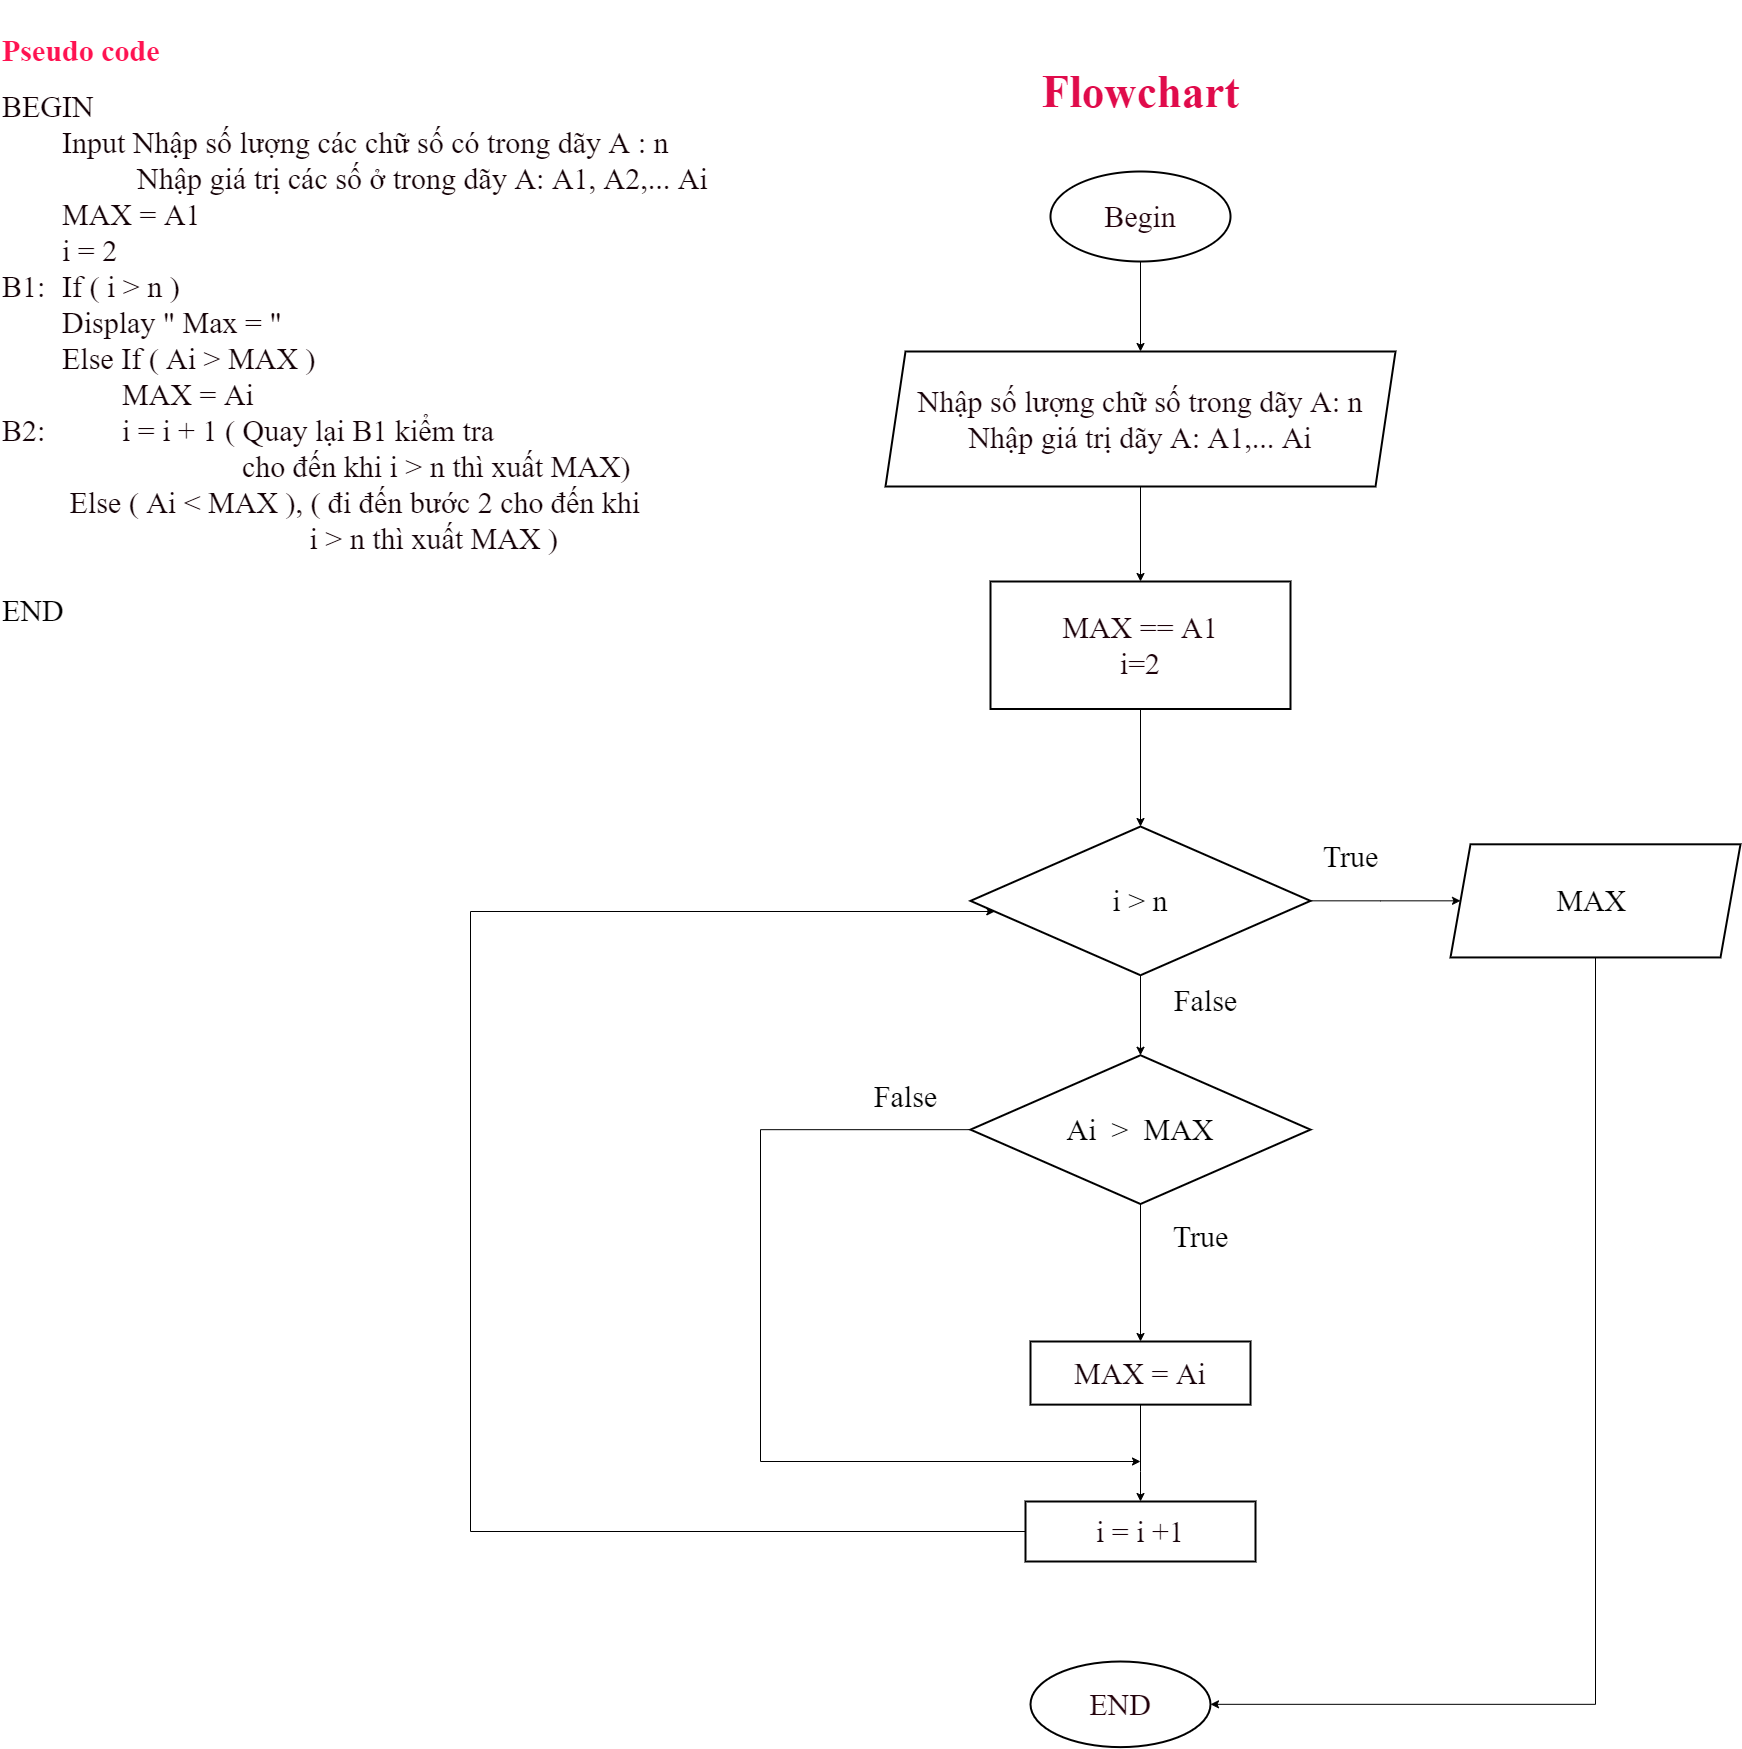 Pseudo code
BEGIN
Input Nhập số lượng các chữ số có trong dãy A : n
Nhập giá trị các số ở trong dãy A: A1, A2,... Ai
MAX = A1
i = 2
B1: If ( i > n )
Display " Max = "
Else If ( Ai > MAX )
MAX = Ai
B2: i = i + 1 ( Quay lại B1 kiểm tra
cho đến khi i > n thì xuất MAX)
Else ( Ai < MAX ), ( đi đến bước 2 cho đến khi
i > n thì xuất MAX )
END
Flowchart
Begin
Nhập số lượng chữ số trong dãy A: n
Nhập giá trị dãy A: A1,... Ai
MAX == A1
i=2
i > n
True
MAX
False
Ai > MAX
False
True
MAX = Ai
i = i +1
END